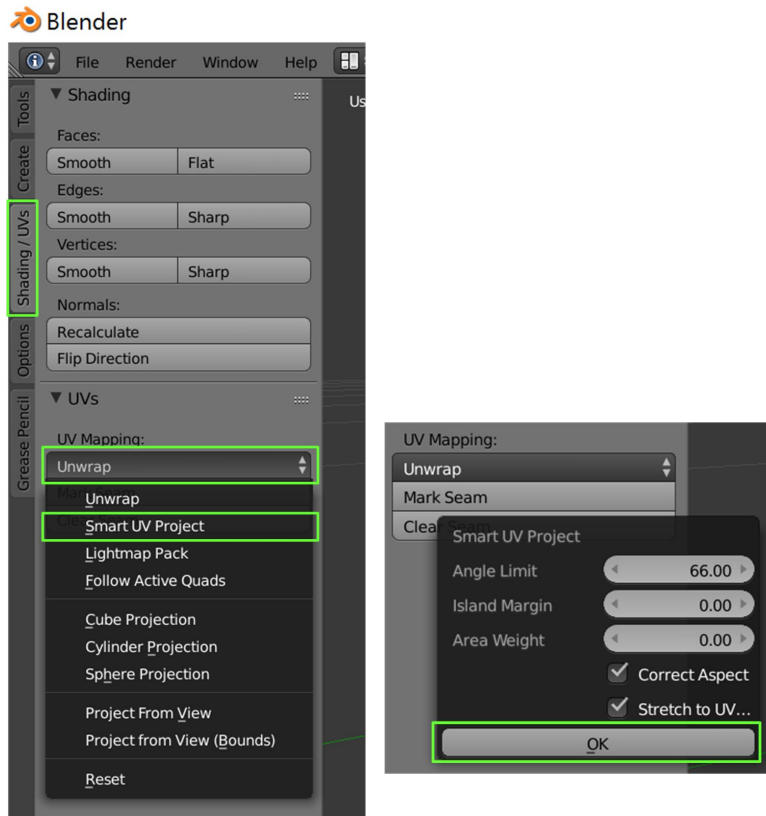 Blender
File Render Window Help
Us
Tools
Create
Shading / UVs
Options
Grease Pencil
Shading
Faces:
Smooth Flat
Edges:
Smooth Sharp
Vertices:
Smooth Sharp
Normals:
Recalculate
Flip Direction
UVs
UV Mapping:
Unwrap
Unwrap
Smart UV Project
Lightmap Pack
Follow Active Quads
Cube Projection
Cylinder Projection
Sphere Projection
Project From View
Project from View (Bounds)
Reset
UV Mapping:
Unwrap
Mark Seam
Clear Seam
Smart UV Project
Angle Limit 66.00
Island Margin 0.00
Area Weight 0.00
Correct Aspect
Stretch to UV...
OK